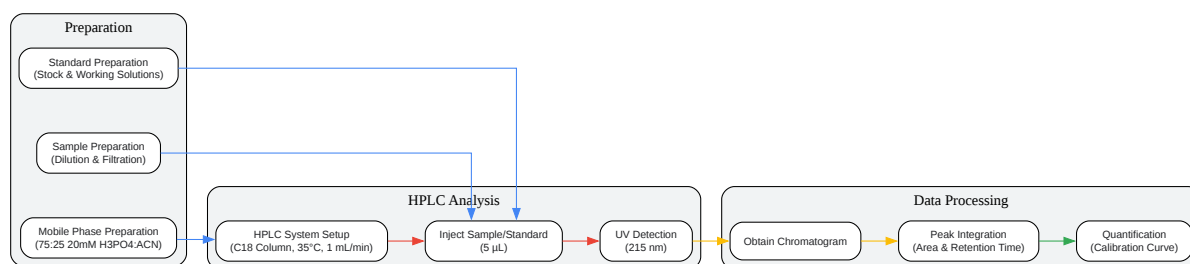 Preparation
Standard Preparation
(Stock & Working Solutions)
Sample Preparation
(Dilution & Filtration)
Mobile Phase Preparation
(75:25 20mM H3PO4:ACN)
HPLC Analysis
HPLC System Setup
(C18 Column, 35°C, 1 mL/min)
Inject Sample/Standard
(5 µL)
UV Detection
(215 nm)
Data Processing
Obtain Chromatogram
Peak Integration
(Area & Retention Time)
Quantification
(Calibration Curve)